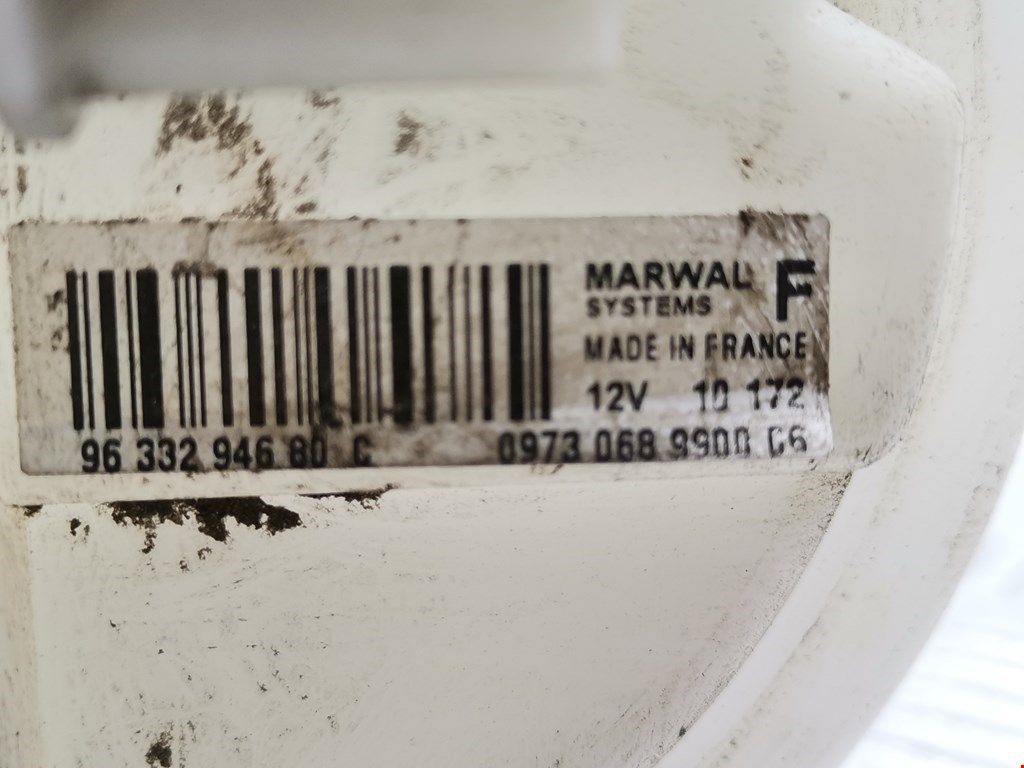 MARWAL F
SYSTEMS
MADE IN FRANCE
12V 10 172
96 332 946 80 C 0973 068 9900 C6